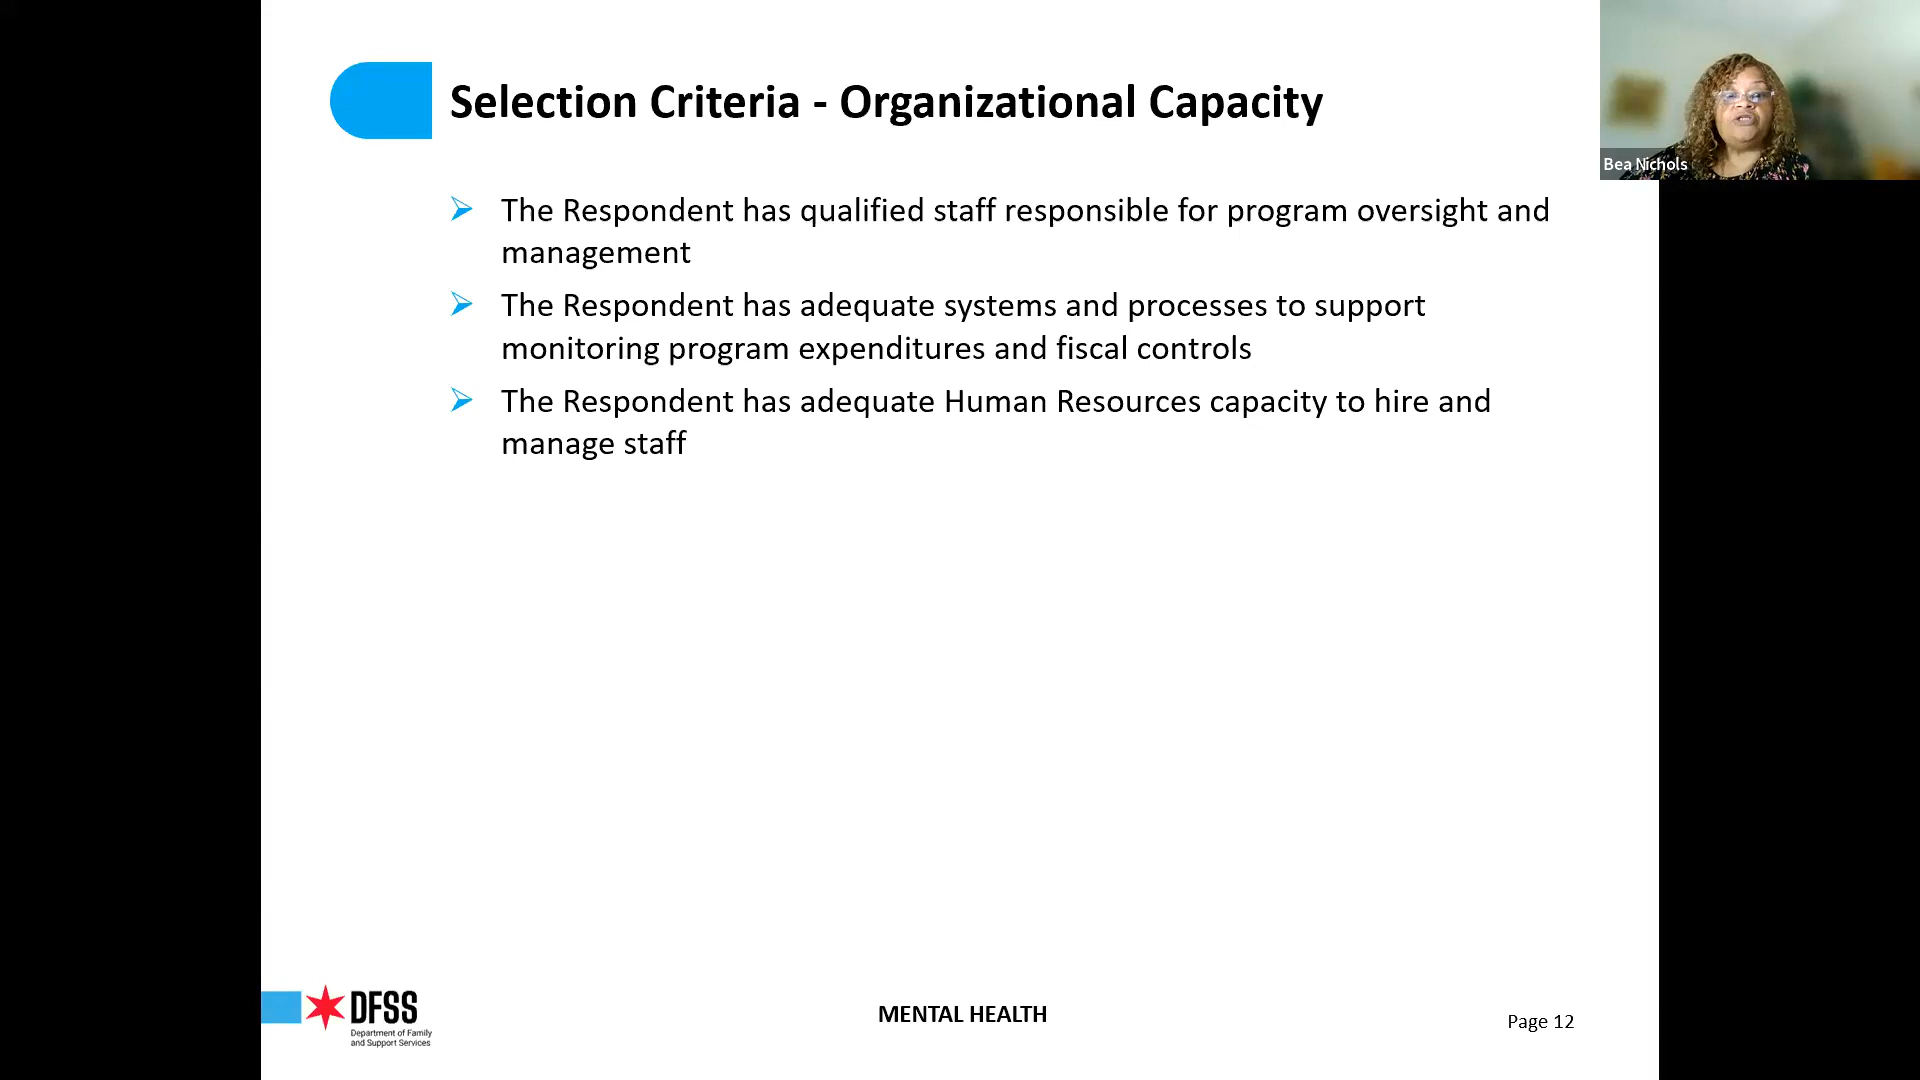 Selection Criteria - Organizational Capacity
Bea Nichols
The Respondent has qualified staff responsible for program oversight and
management
The Respondent has adequate systems and processes to support
monitoring program expenditures and fiscal controls
The Respondent has adequate Human Resources capacity to hire and
manage staff
DFSS
Department of Family
and Support Services
MENTAL HEALTH
Page 12